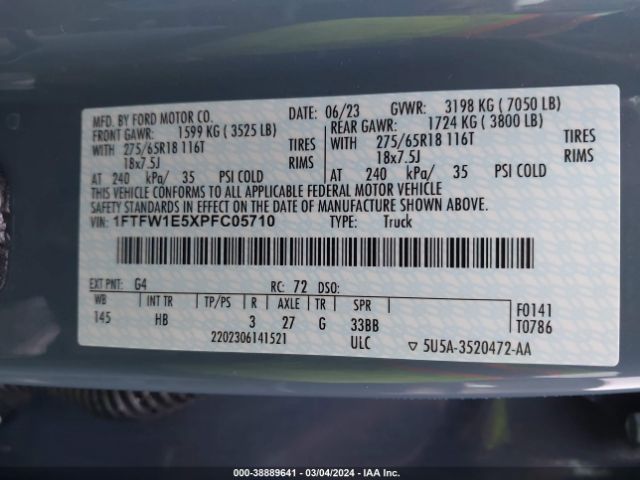 MFD. BY FORD MOTOR CO. DATE: 06/23 GVWR: 3198 KG ( 7050 LB)
FRONT GAWR: 1599 KG ( 3525 LB) REAR GAWR: 1724 KG ( 3800 LB)
WITH 275/65R18 116T TIRES WITH 275/65R18 116T TIRES
18x7.5J RIMS 18x7.5J RIMS
AT 240 kPa/ 35 PSI COLD AT 240 kPa/ 35 PSI COLD
THIS VEHICLE CONFORMS TO ALL APPLICABLE FEDERAL MOTOR VEHICLE
SAFETY STANDARDS IN EFFECT ON THE DATE OF MANUFACTURE SHOWN ABOVE.
VIN: 1FTFW1E5XPFC05710 TYPE: Truck
EXT PNT: G4 RC: 72 DSO:
WB INT TR TP/PS R AXLE TR SPR F0141
145 HB 3 27 G 33BB T0786
2202306141521 ULC ▽ 5U5A-3520472-AA
000-38889641 - 03/04/2024 - IAAI.COM